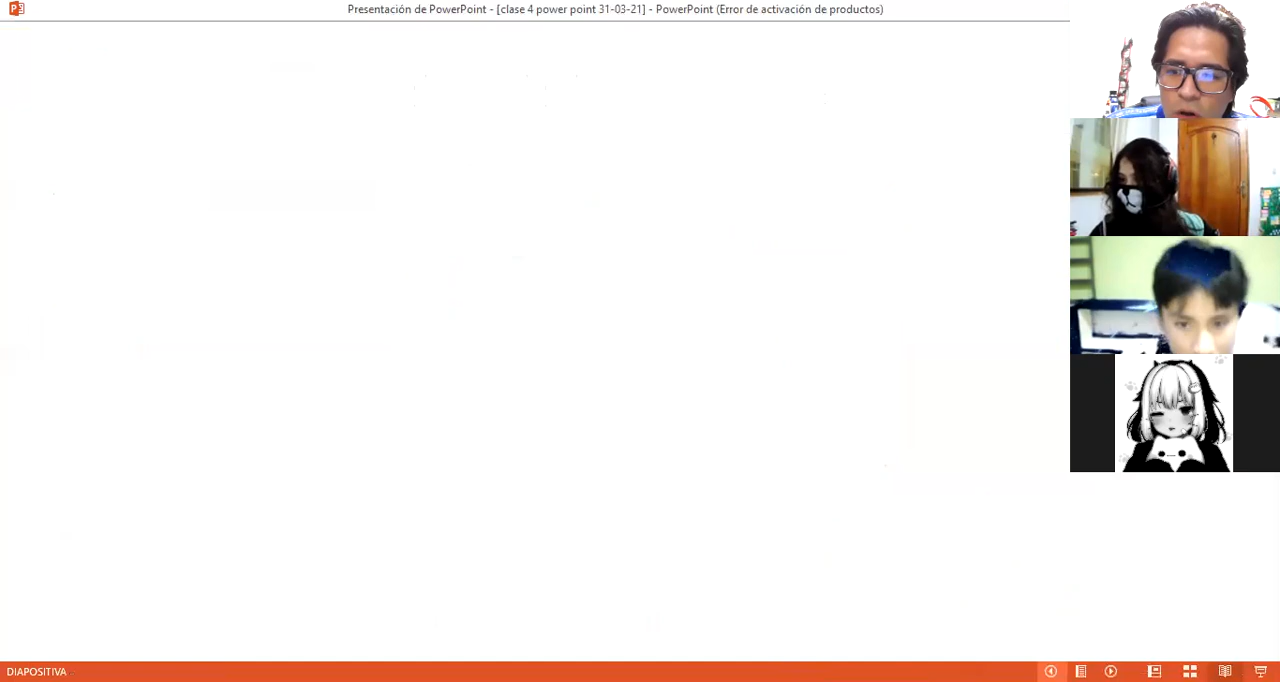 Presentación de PowerPoint - [clase 4 power point 31-03-21] - PowerPoint (Error de activación de productos)
DIAPOSITIVA